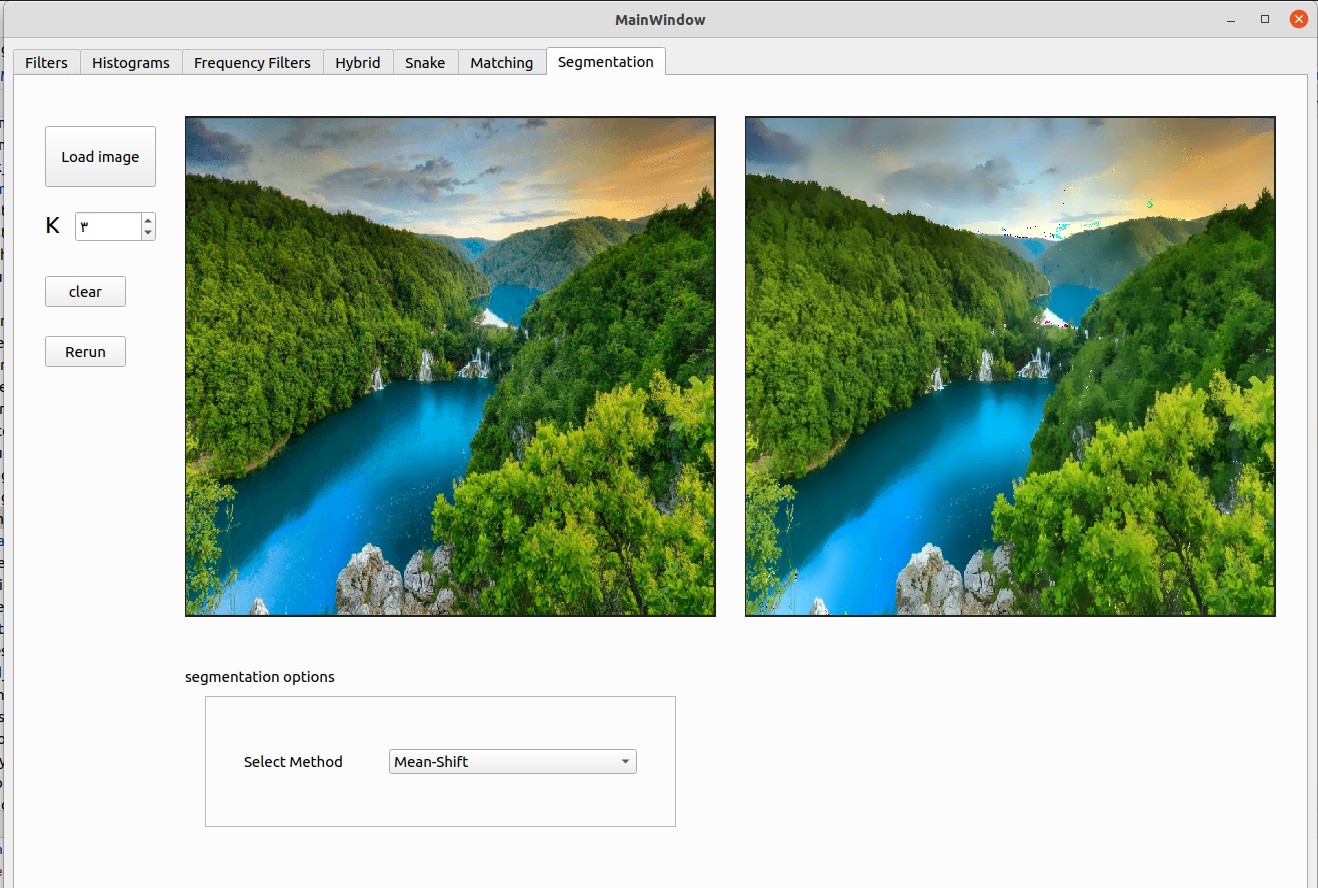 MainWindow
Filters
Histograms
Frequency Filters
Hybrid
Snake
Matching
Segmentation
Load image
K ٣
clear
Rerun
segmentation options
Select Method Mean-Shift